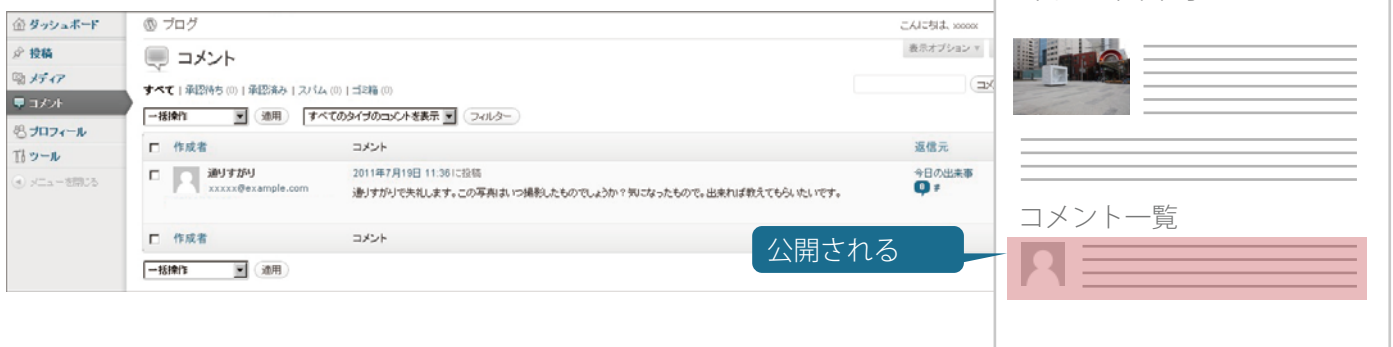 ダッシュボード
投稿
メディア
コメント
プロフィール
ツール
メニューを閉じる
ブログ
こんにちは、xxxxx
コメント
表示オプション
すべて | 承認待ち (0) | 承認済み | スパム (0) | ゴミ箱 (0)
一括操作 適用 すべてのタイプのコメントを表示 フィルター
作成者 コメント 返信元
通りすがり 2011年7月19日 11:36に投稿 今日の出来事
xxxxx@example.com 通りすがりで失礼します。この写真はいつ撮影したものでしょうか？気になったもので。出来れば教えてもらいたいです。 0 #
作成者 コメント
一括操作 適用
公開される
コメント一覧